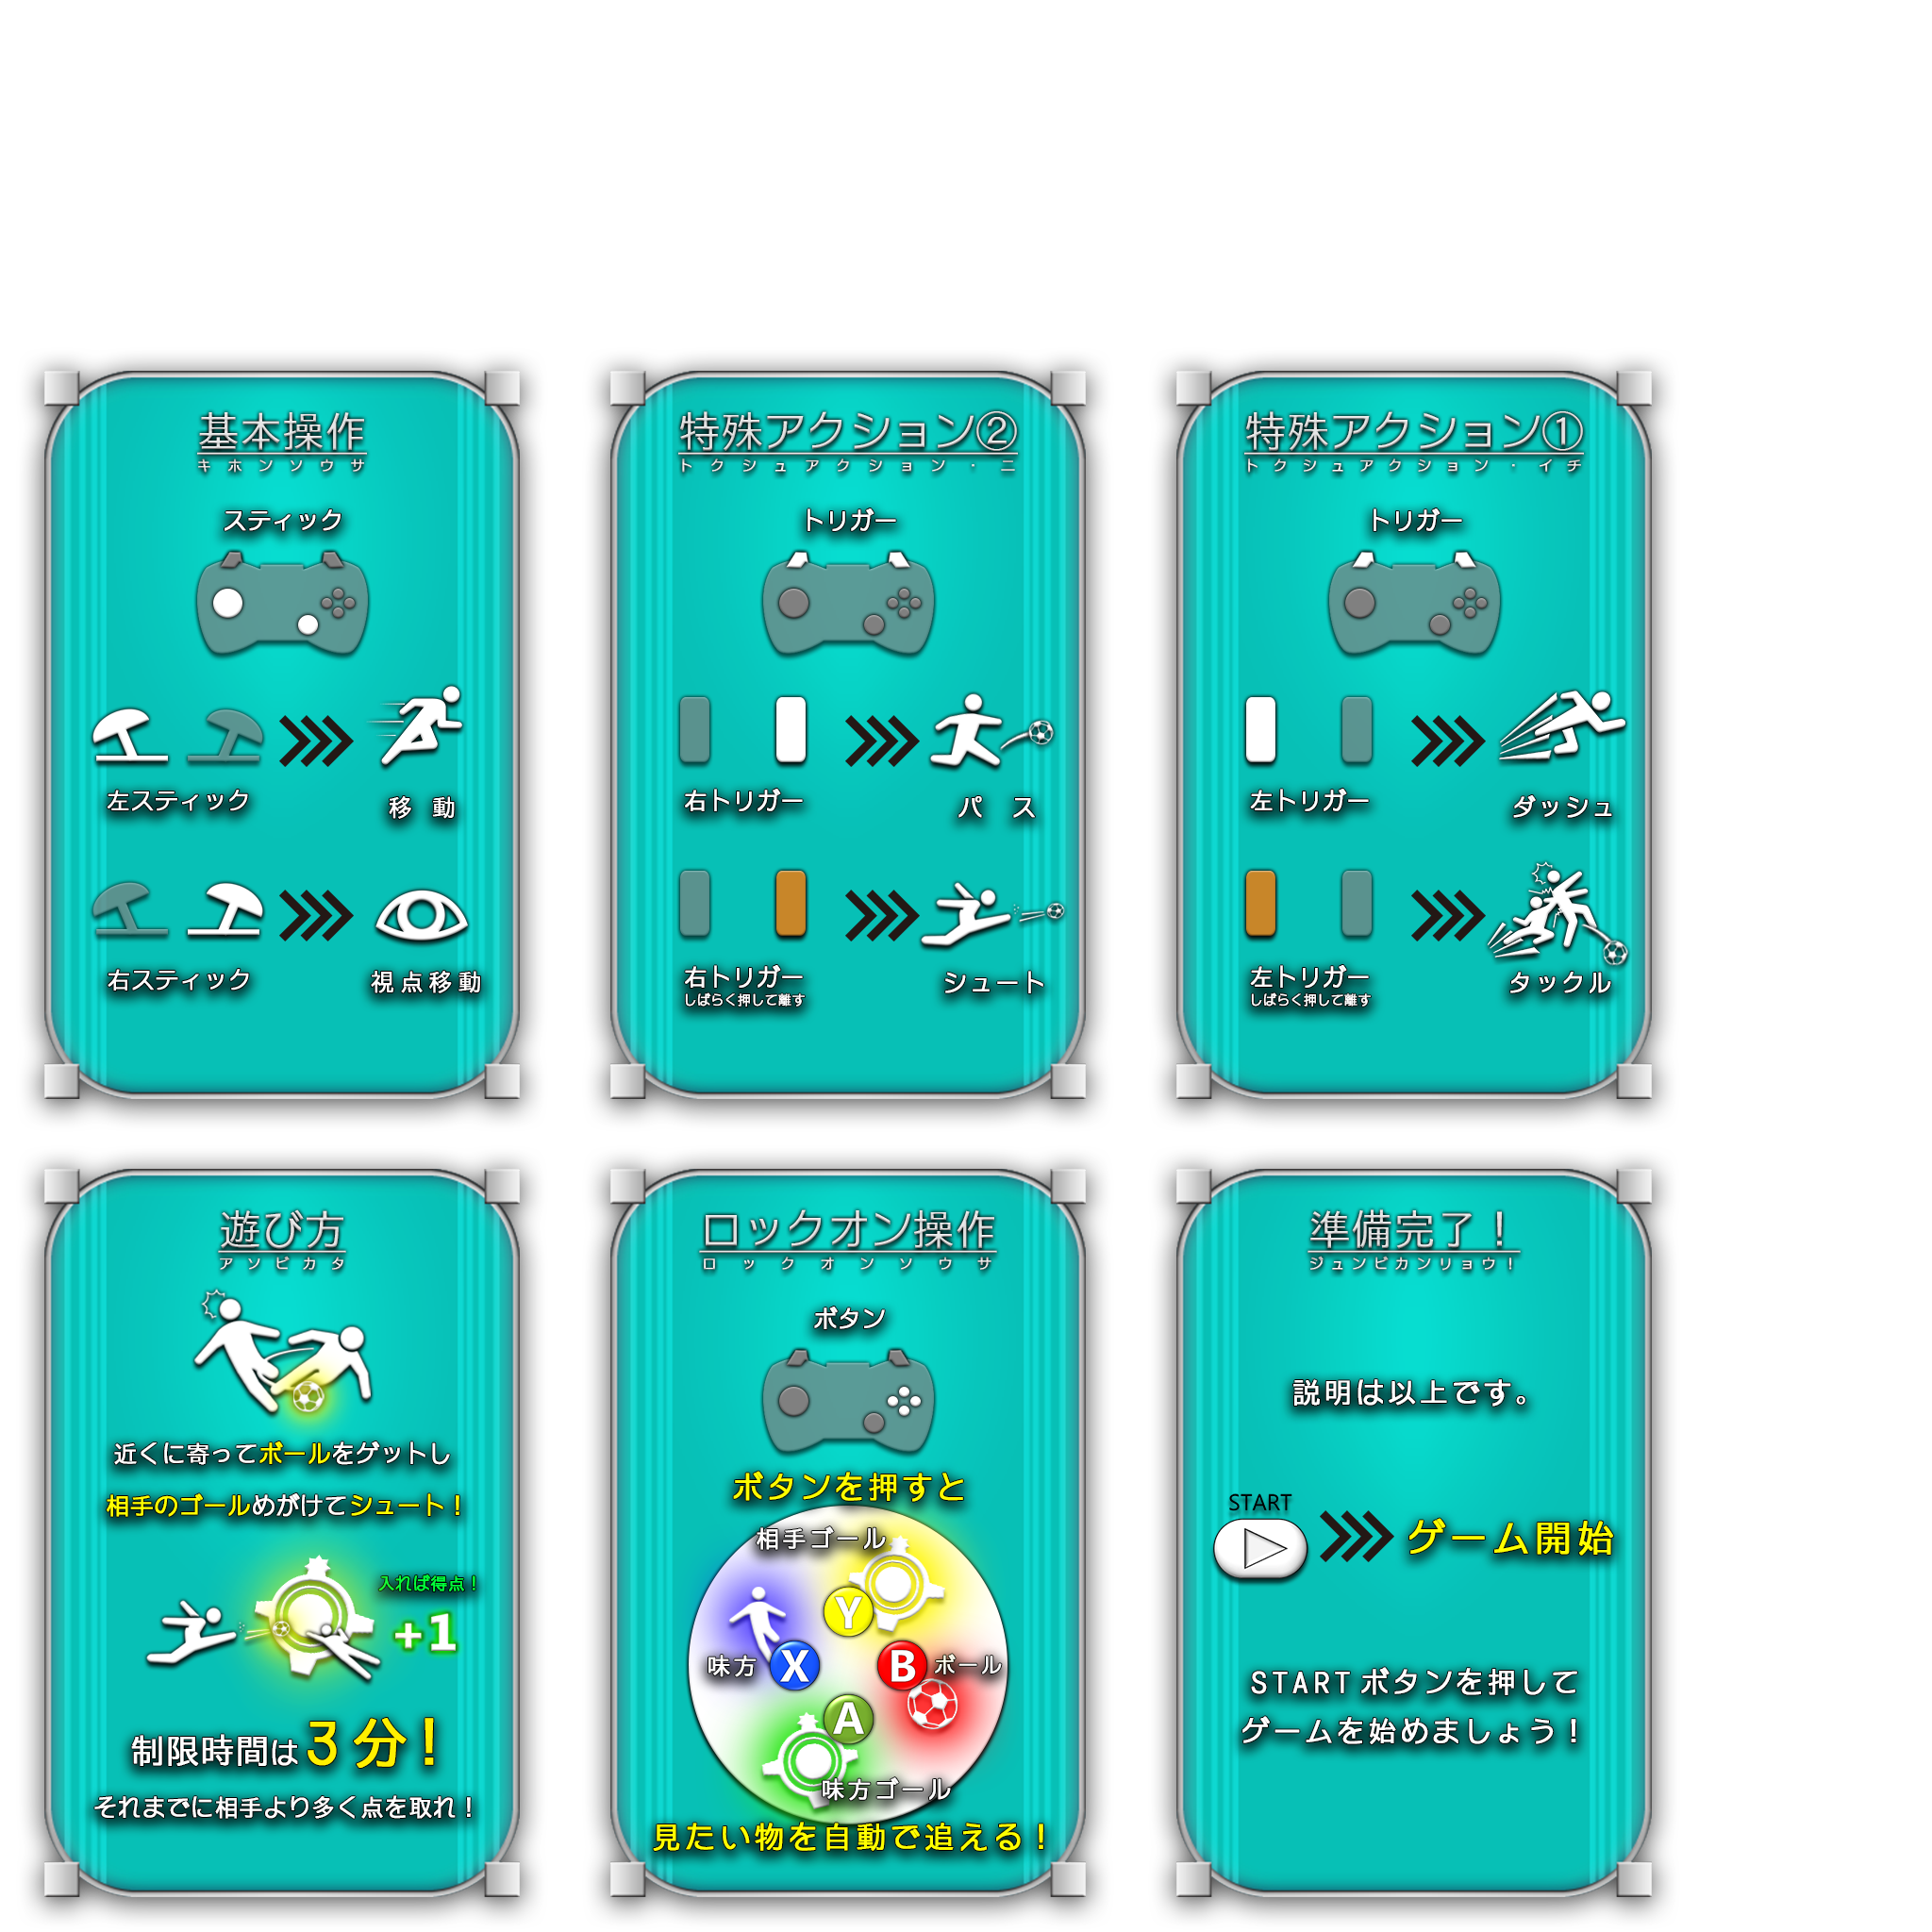 基本操作
キホンソウサ
スティック
左スティック
移動
右スティック
視点移動
特殊アクション②
トクシュアクション・ニ
トリガー
右トリガー
パス
右トリガー
しばらく押して離す
シュート
特殊アクション①
トクシュアクション・イチ
トリガー
左トリガー
ダッシュ
左トリガー
しばらく押して離す
タックル
遊び方
アソビカタ
近くに寄ってボールをゲットし
相手のゴールめがけてシュート！
入れば得点！
+1
制限時間は3分！
それまでに相手より多く点を取れ！
ロックオン操作
ロックオンソウサ
ボタン
ボタンを押すと
相手ゴール
Y
味方 X
B ボール
A
味方ゴール
見たい物を自動で追える！
準備完了！
ジュンビカンリョウ！
説明は以上です。
START
ゲーム開始
STARTボタンを押して
ゲームを始めましょう！